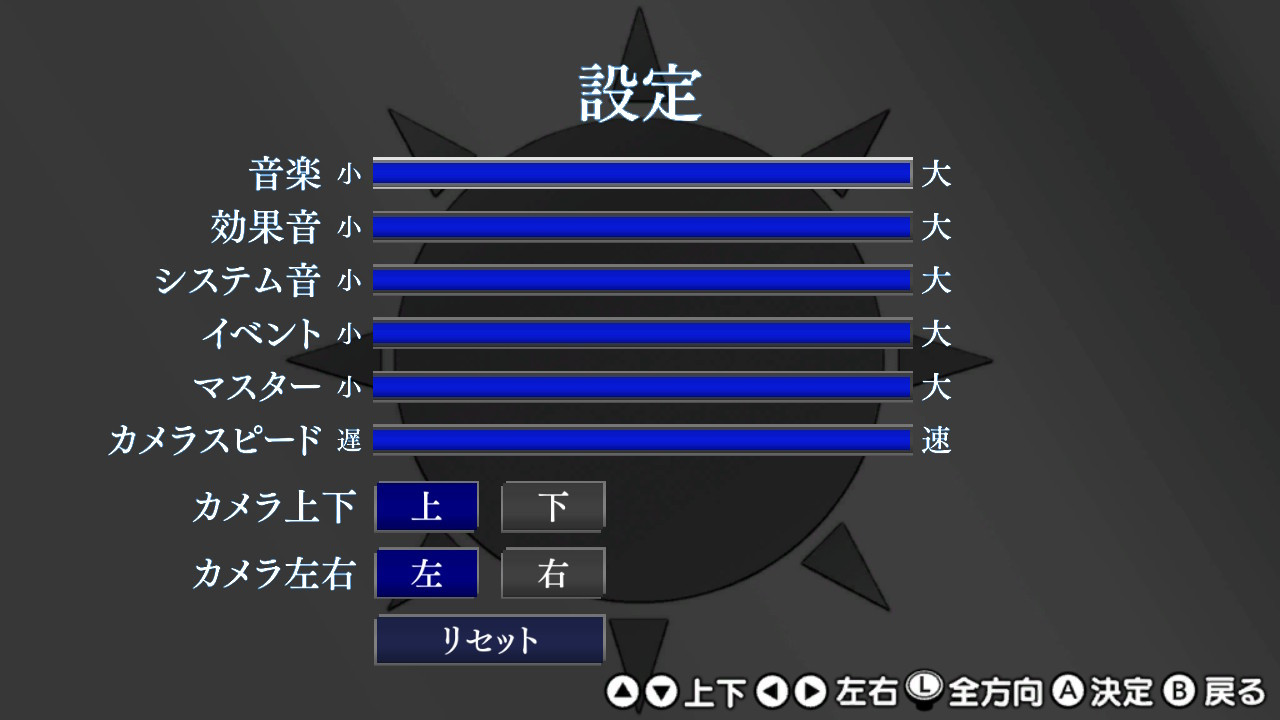 設定
音楽 小 大
効果音 小 大
システム音 小 大
イベント 小 大
マスター 小 大
カメラスピード 遅 速
カメラ上下 上 下
カメラ左右 左 右
リセット
上下 左右 L 全方向 A 決定 B 戻る